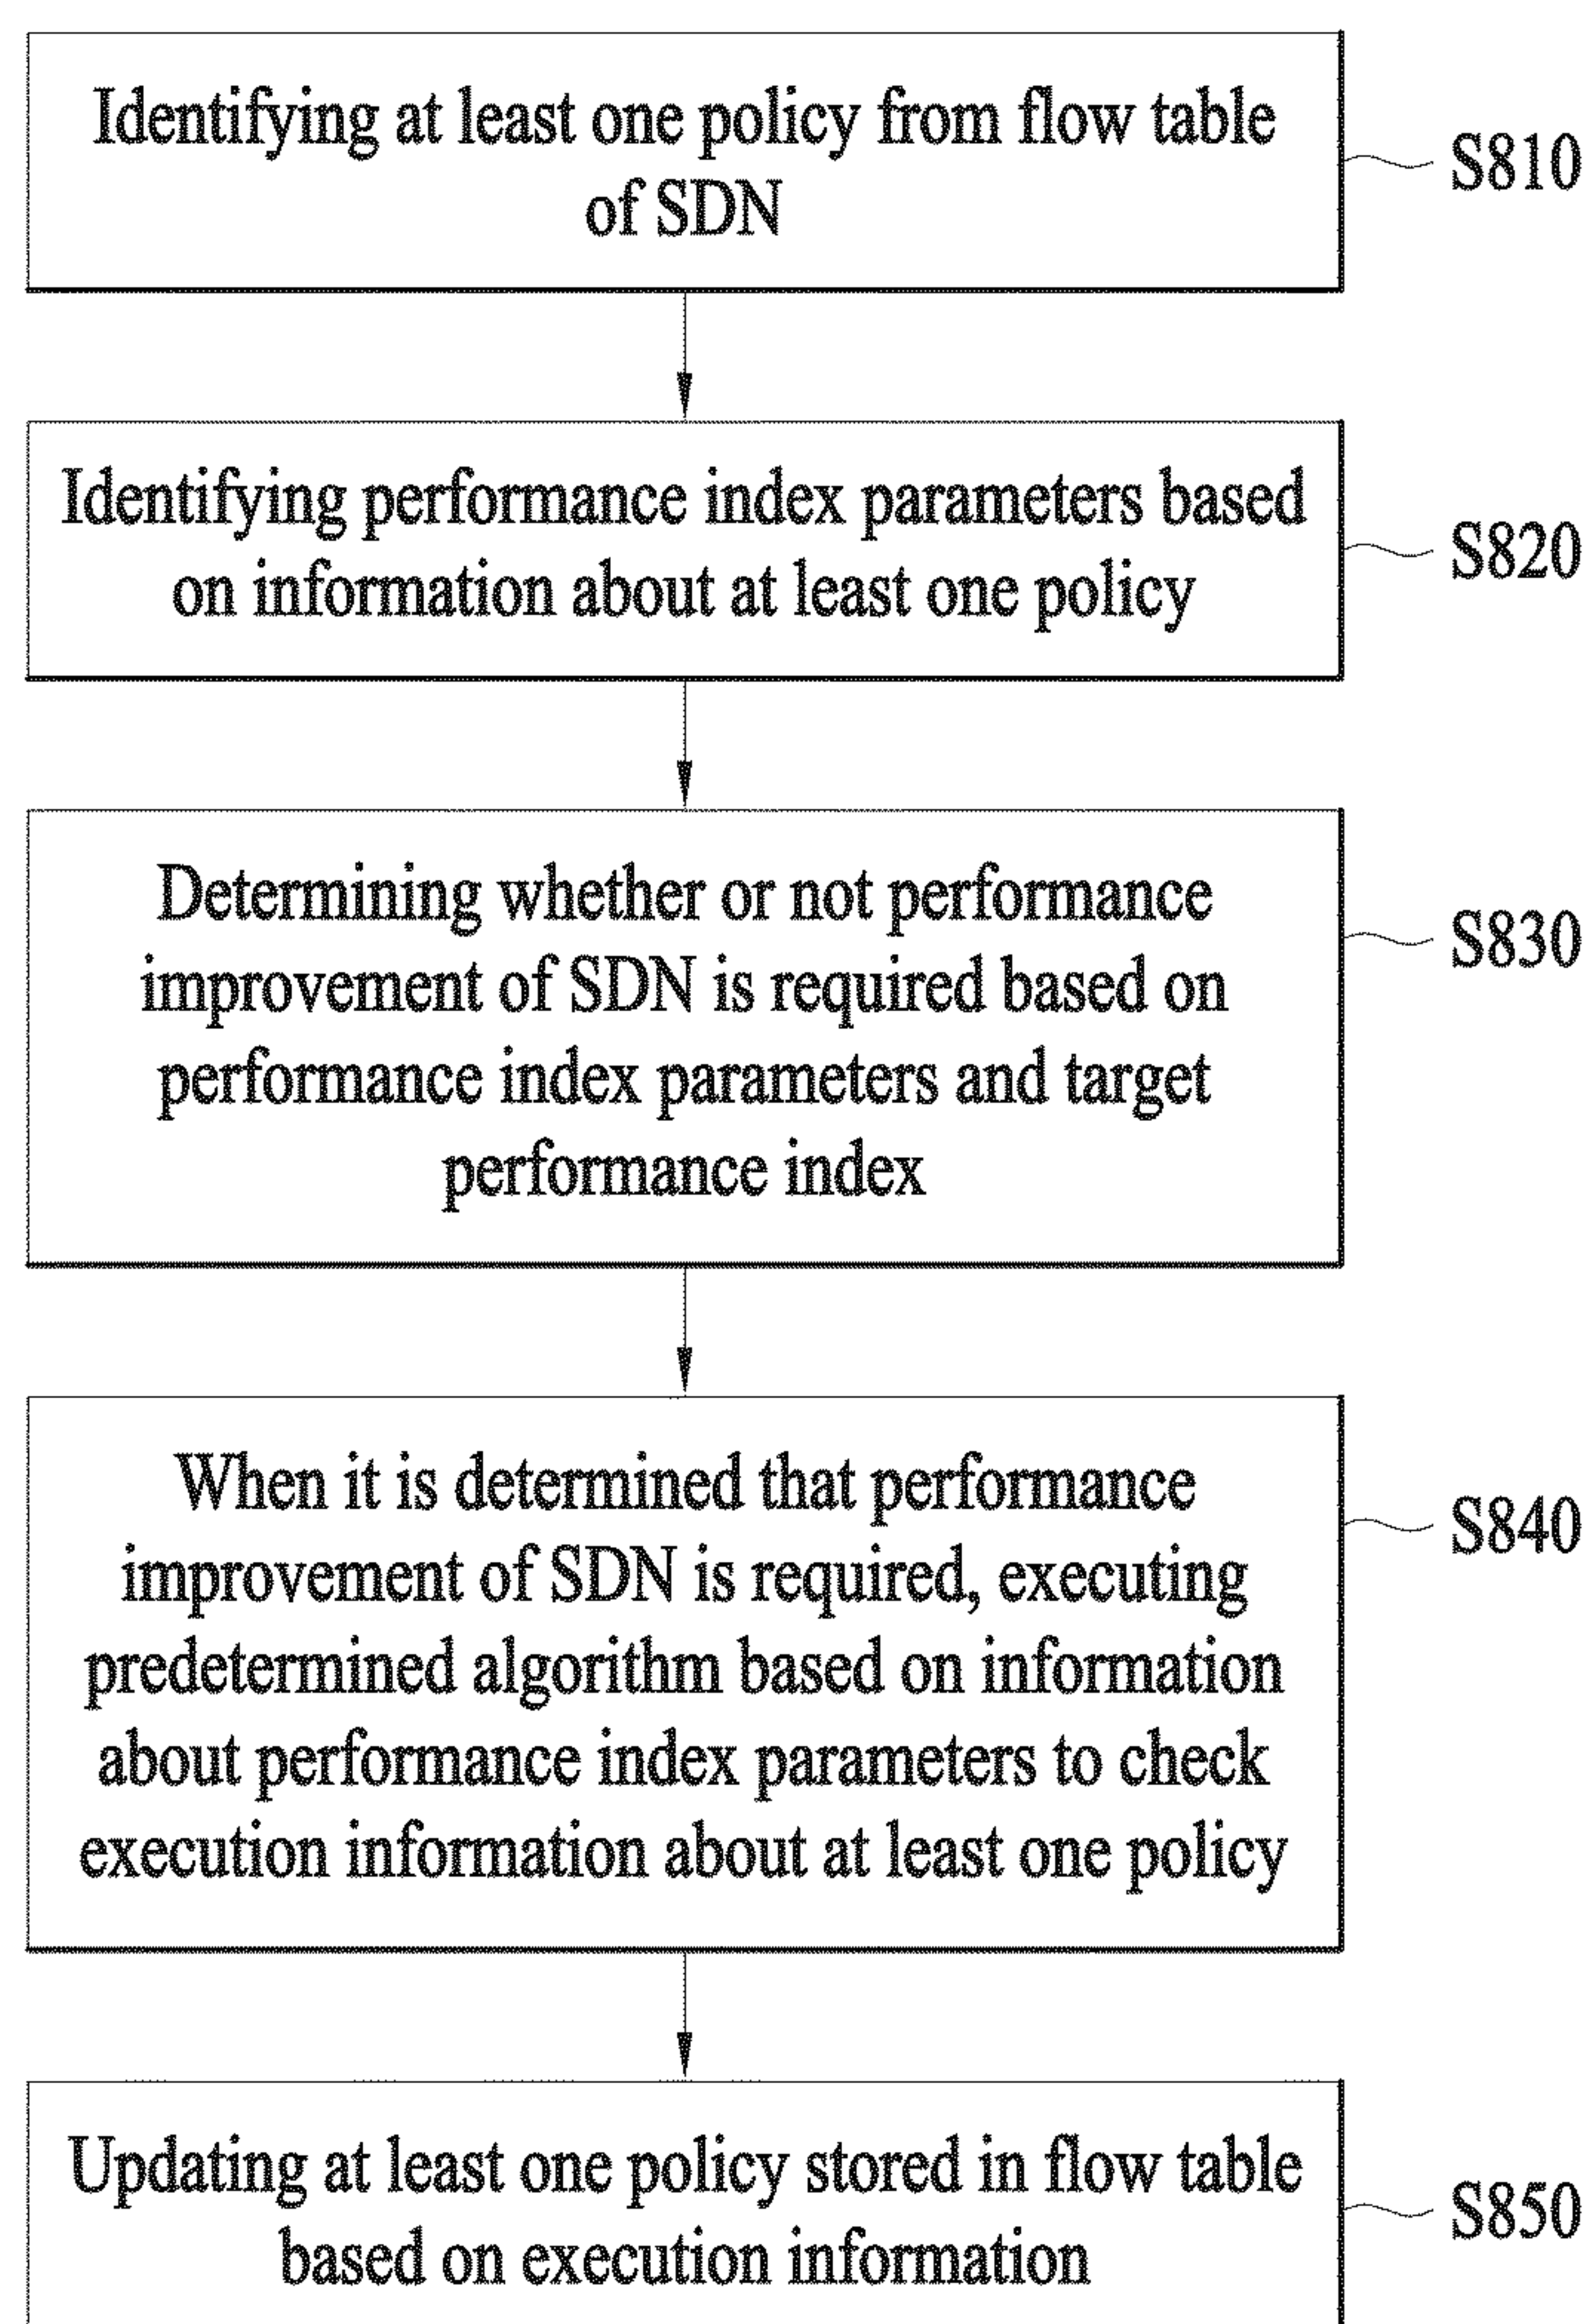 Identifying at least one policy from flow table
of SDN
S810
Identifying performance index parameters based
on information about at least one policy
S820
Determining whether or not performance
improvement of SDN is required based on
performance index parameters and target
performance index
S830
When it is determined that performance
improvement of SDN is required, executing
predetermined algorithm based on information
about performance index parameters to check
execution information about at least one policy
S840
Updating at least one policy stored in flow table
based on execution information
S850